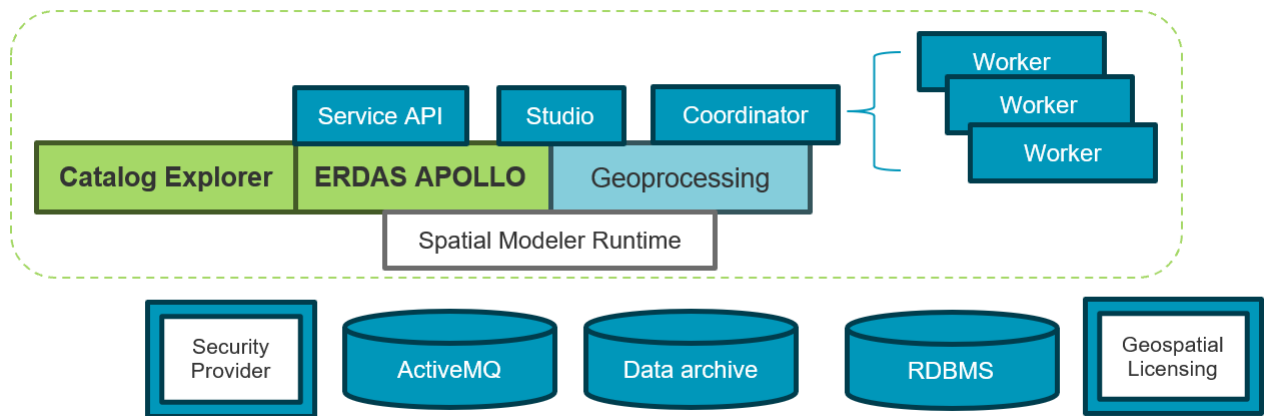 Worker
Service API
Studio
Coordinator
Worker
Worker
Catalog Explorer
ERDAS APOLLO
Geoprocessing
Spatial Modeler Runtime
Security
Provider
ActiveMQ
Data archive
RDBMS
Geospatial
Licensing